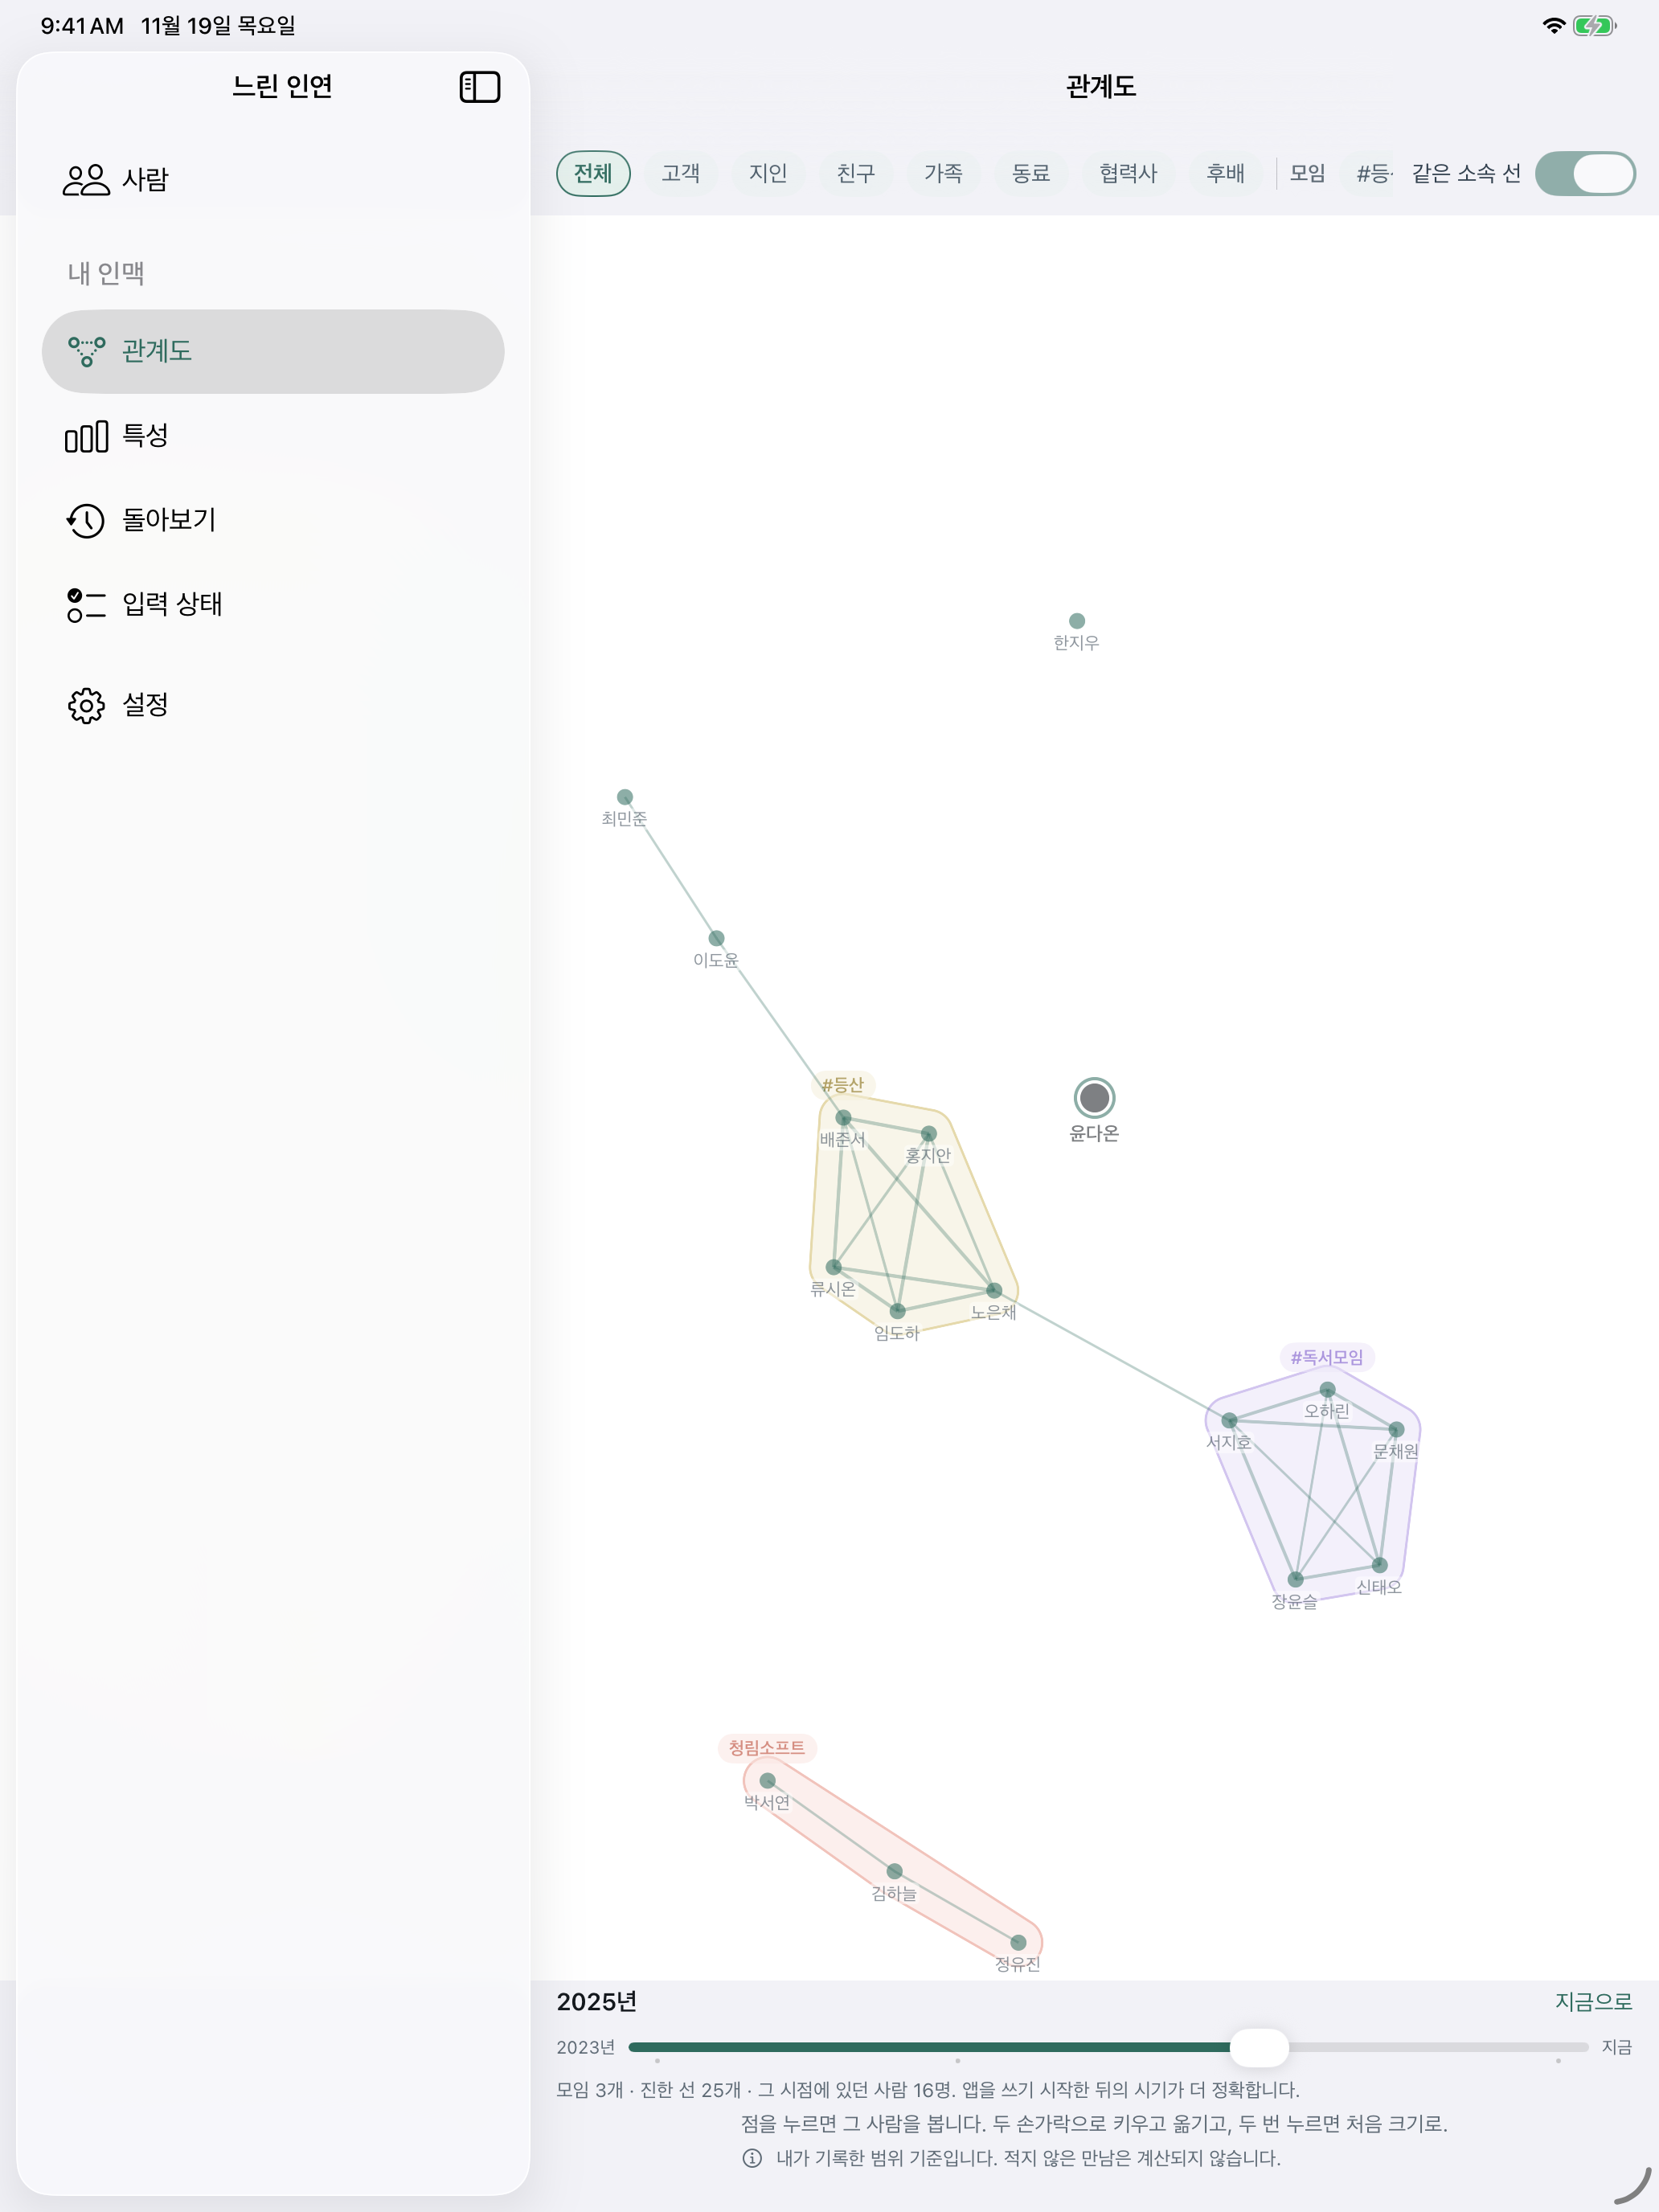 9:41 AM 11월 19일 목요일
느린 인연
사람
내 인맥
관계도
특성
돌아보기
입력 상태
설정
관계도
전체 고객 지인 친구 가족 동료 협력사 후배 모임 같은 소속 선
한지우
최민준
이도윤
#등산
배준서
홍지안
윤다온
류시온
노은채
임도하
#독서모임
오하린
서지호
문채원
신태오
장윤슬
청림소프트
박서연
김하늘
정유진
2025년 지금으로
2023년 지금
모임 3개 · 진한 선 25개 · 그 시점에 있던 사람 16명. 앱을 쓰기 시작한 뒤의 시기가 더 정확합니다.
점을 누르면 그 사람을 봅니다. 두 손가락으로 키우고 옮기고, 두 번 누르면 처음 크기로.
내가 기록한 범위 기준입니다. 적지 않은 만남은 계산되지 않습니다.